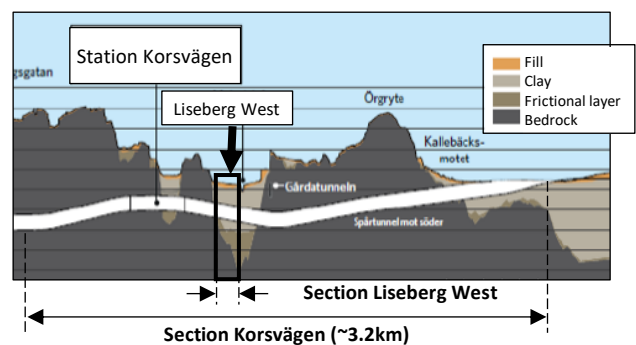 gsgatan
Station Korsvägen
Liseberg West
Örgryte
Kallebäcks-
motet
Fill
Clay
Frictional layer
Bedrock
Gårdatunneln
Spårtunnel mot söder
Section Liseberg West
Section Korsvägen (~3.2km)